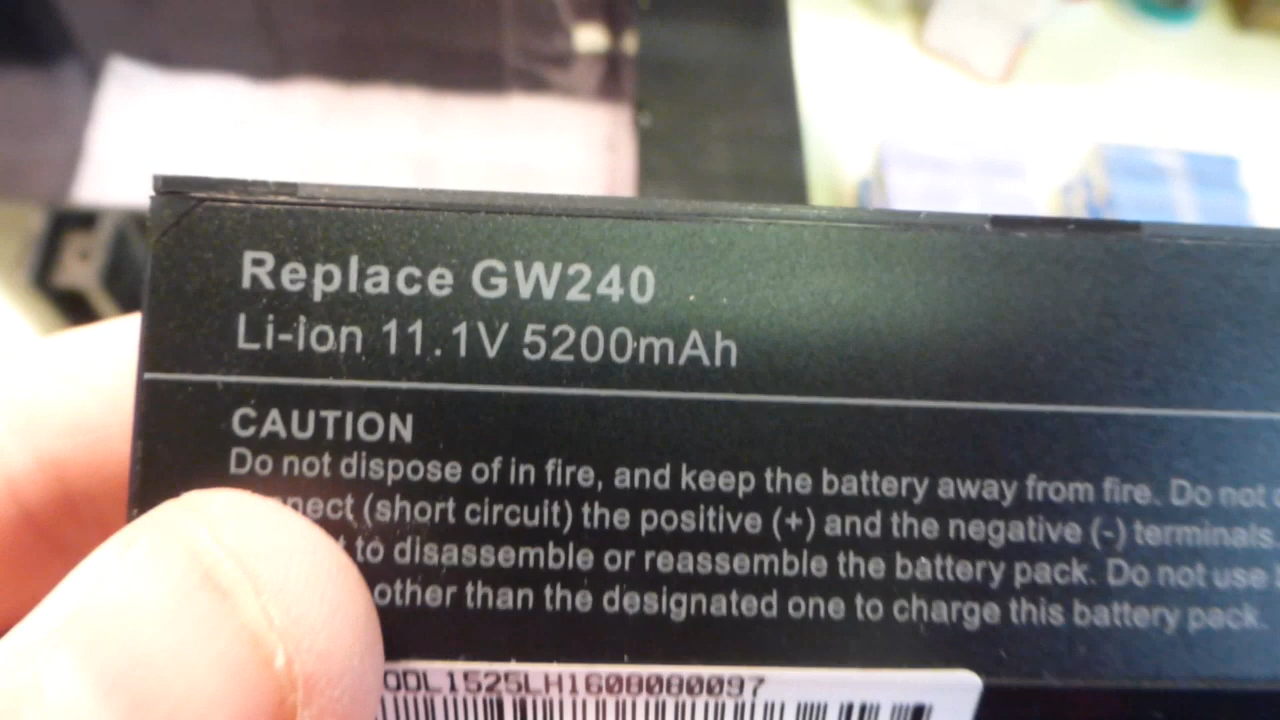 Replace GW240
Li-ion 11.1V 5200mAh
CAUTION
Do not dispose of in fire, and keep the battery away from fire. Do not
(short circuit) the positive (+) and the negative (-) terminals.
to disassemble or reassemble the battery pack. Do not use
other than the designated one to charge this battery pack.
ODL1525LH1608080097